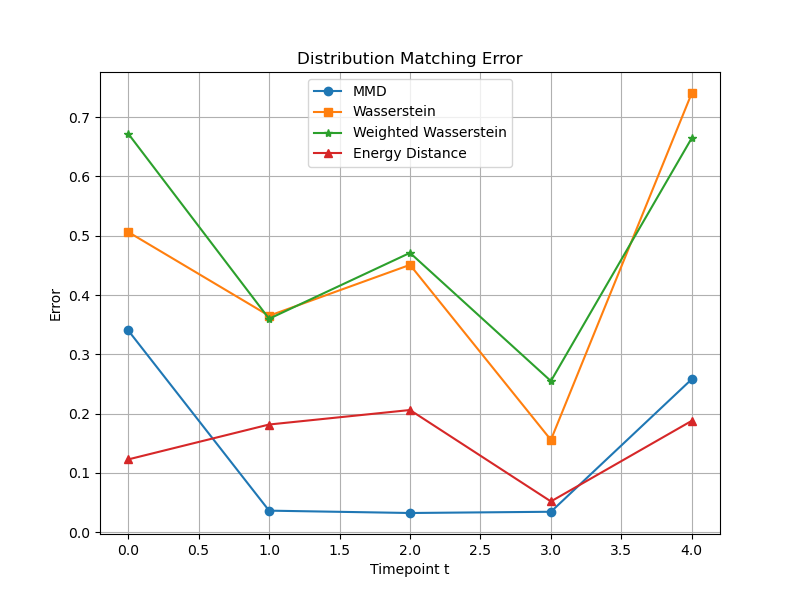 Distribution Matching Error
MMD
Wasserstein
Weighted Wasserstein
Energy Distance
Error
0.7
0.6
0.5
0.4
0.3
0.2
0.1
0.0
0.0 0.5 1.0 1.5 2.0 2.5 3.0 3.5 4.0
Timepoint t